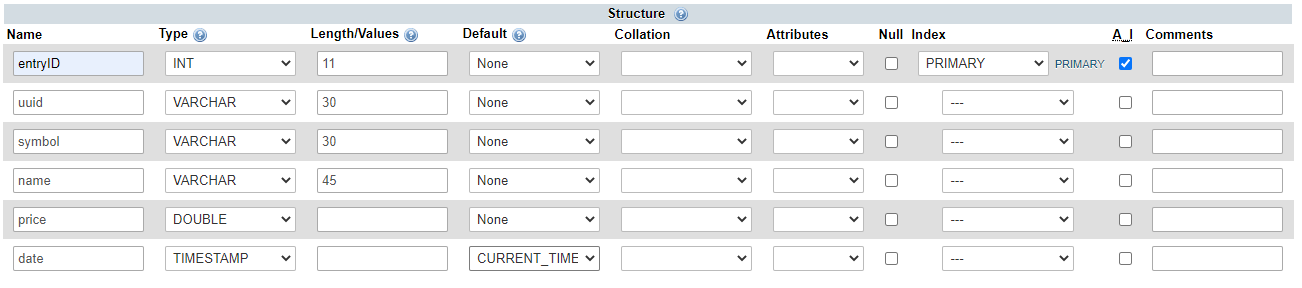 Structure
Name Type Length/Values Default Collation Attributes Null Index A_I Comments
entryID INT 11 None PRIMARY PRIMARY
uuid VARCHAR 30 None ---
symbol VARCHAR 30 None ---
name VARCHAR 45 None ---
price DOUBLE None ---
date TIMESTAMP CURRENT_TIME ---